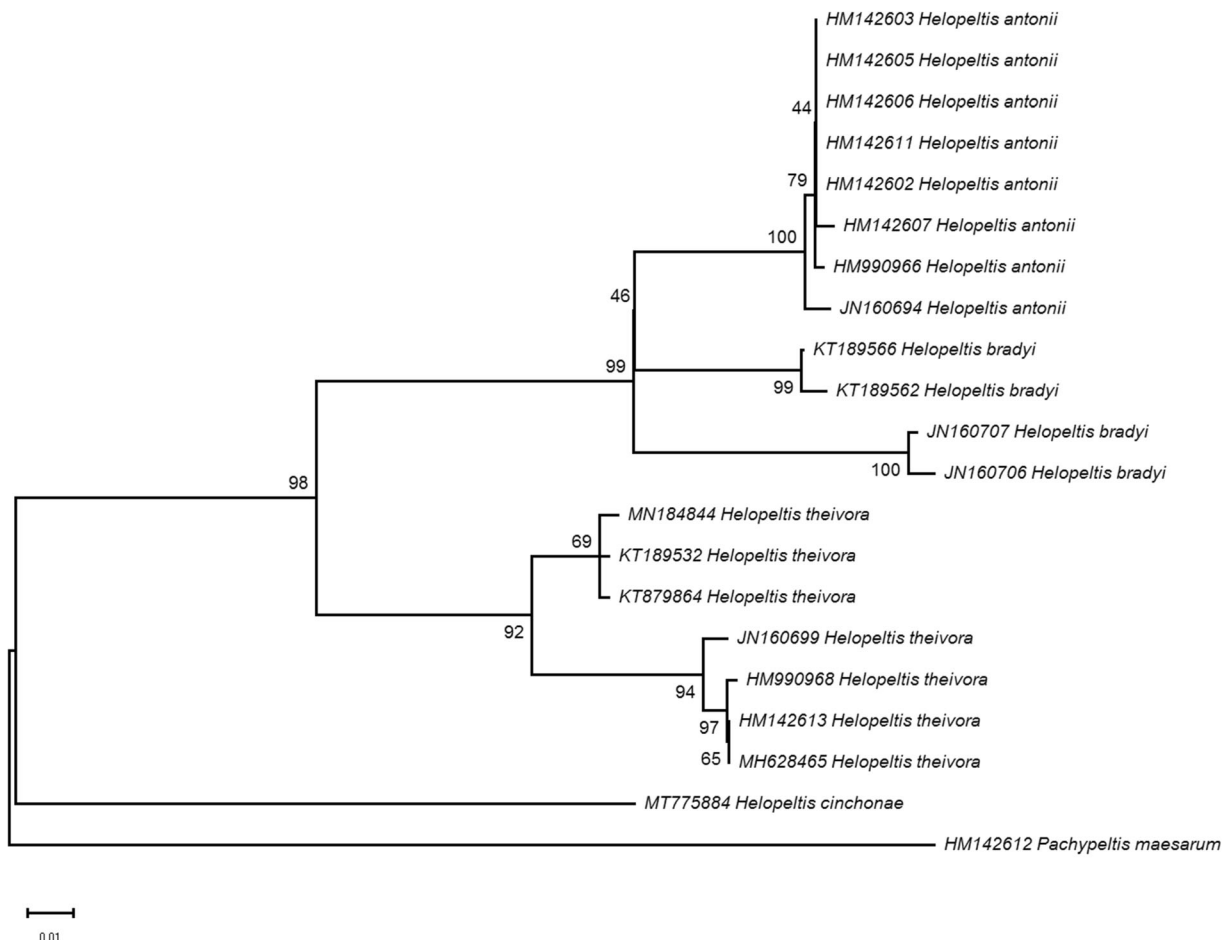 HM142603 Helopeltis antonii
HM142605 Helopeltis antonii
44
HM142606 Helopeltis antonii
HM142611 Helopeltis antonii
79
HM142602 Helopeltis antonii
HM142607 Helopeltis antonii
100
HM990966 Helopeltis antonii
46
JN160694 Helopeltis antonii
KT189566 Helopeltis bradyi
99
99
KT189562 Helopeltis bradyi
JN160707 Helopeltis bradyi
100
JN160706 Helopeltis bradyi
98
MN184844 Helopeltis theivora
69
KT189532 Helopeltis theivora
KT879864 Helopeltis theivora
92
JN160699 Helopeltis theivora
94
HM990968 Helopeltis theivora
97
HM142613 Helopeltis theivora
65
MH628465 Helopeltis theivora
MT775884 Helopeltis cinchonae
HM142612 Pachypeltis maesarum
0.01